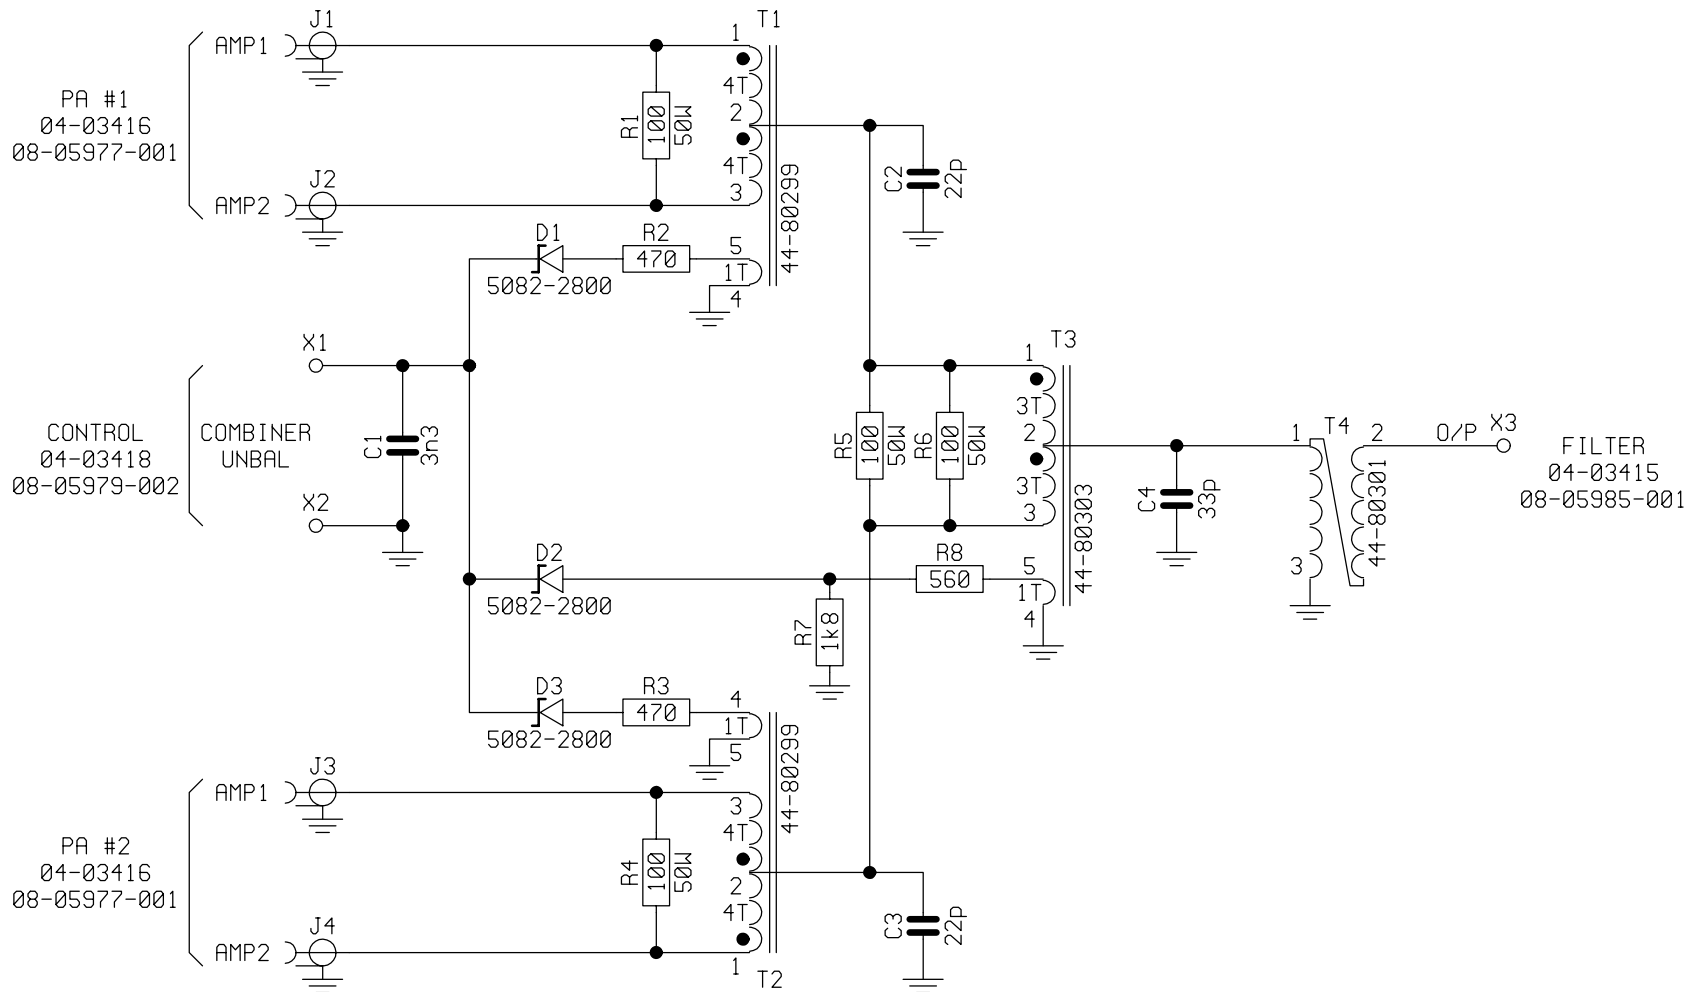 J1
AMP1
PA #1
04-03416
08-05977-001
J2
AMP2
R1
100
50W
T1
1
4T
2
4T
3
44-80299
5
1T
4
D1
5082-2800
R2
470
C2
22p
X1
CONTROL
04-03418
08-05979-002
COMBINER
UNBAL
X2
C1
3n3
D2
5082-2800
R5
100
50W
R6
100
50W
T3
1
3T
2
3T
3
44-80303
5
1T
4
R8
560
R7
1k8
C4
33p
T4
1
2
3
44-80301
O/P
X3
FILTER
04-03415
08-05985-001
D3
5082-2800
R3
470
4
1T
5
44-80299
J3
AMP1
PA #2
04-03416
08-05977-001
J4
AMP2
R4
100
50W
3
4T
2
4T
1
T2
C3
22p